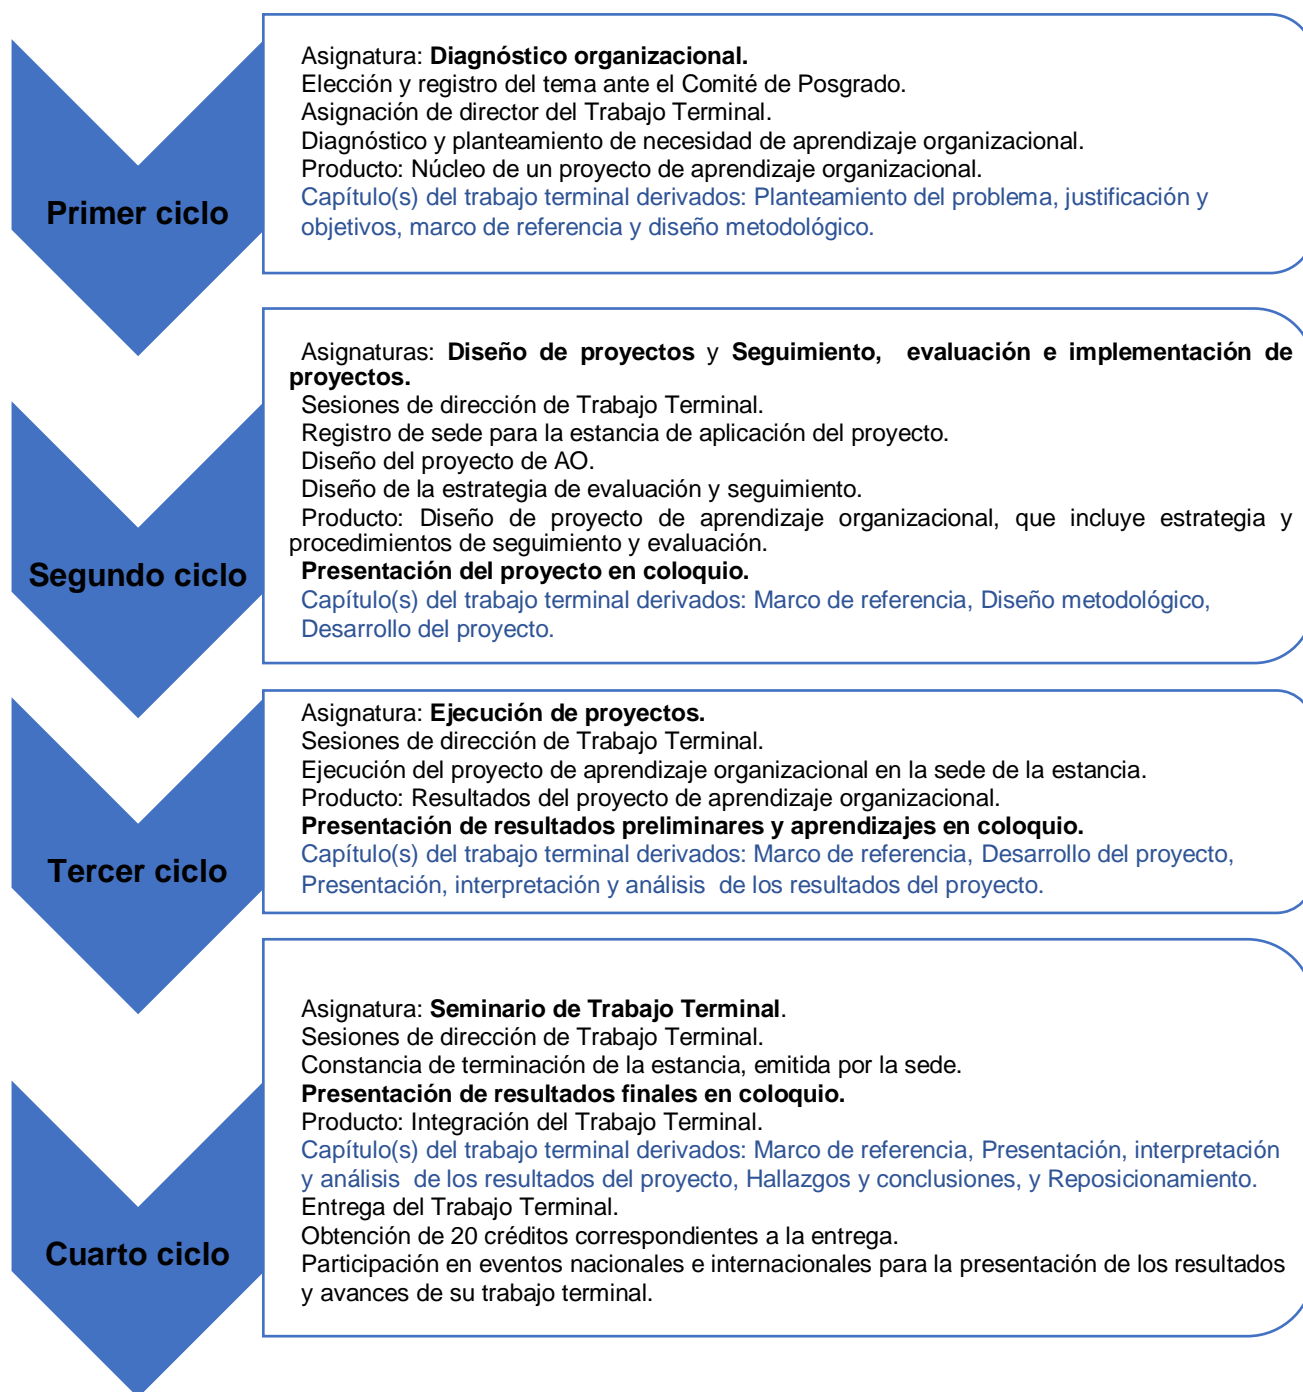 Primer ciclo
Asignatura: Diagnóstico organizacional.
Elección y registro del tema ante el Comité de Posgrado.
Asignación de director del Trabajo Terminal.
Diagnóstico y planteamiento de necesidad de aprendizaje organizacional.
Producto: Núcleo de un proyecto de aprendizaje organizacional.
Capítulo(s) del trabajo terminal derivados: Planteamiento del problema, justificación y
objetivos, marco de referencia y diseño metodológico.
Segundo ciclo
Asignaturas: Diseño de proyectos y Seguimiento, evaluación e implementación de
proyectos.
Sesiones de dirección de Trabajo Terminal.
Registro de sede para la estancia de aplicación del proyecto.
Diseño del proyecto de AO.
Diseño de la estrategia de evaluación y seguimiento.
Producto: Diseño de proyecto de aprendizaje organizacional, que incluye estrategia y
procedimientos de seguimiento y evaluación.
Presentación del proyecto en coloquio.
Capítulo(s) del trabajo terminal derivados: Marco de referencia, Diseño metodológico,
Desarrollo del proyecto.
Tercer ciclo
Asignatura: Ejecución de proyectos.
Sesiones de dirección de Trabajo Terminal.
Ejecución del proyecto de aprendizaje organizacional en la sede de la estancia.
Producto: Resultados del proyecto de aprendizaje organizacional.
Presentación de resultados preliminares y aprendizajes en coloquio.
Capítulo(s) del trabajo terminal derivados: Marco de referencia, Desarrollo del proyecto,
Presentación, interpretación y análisis de los resultados del proyecto.
Cuarto ciclo
Asignatura: Seminario de Trabajo Terminal.
Sesiones de dirección de Trabajo Terminal.
Constancia de terminación de la estancia, emitida por la sede.
Presentación de resultados finales en coloquio.
Producto: Integración del Trabajo Terminal.
Capítulo(s) del trabajo terminal derivados: Marco de referencia, Presentación, interpretación
y análisis de los resultados del proyecto, Hallazgos y conclusiones, y Reposicionamiento.
Entrega del Trabajo Terminal.
Obtención de 20 créditos correspondientes a la entrega.
Participación en eventos nacionales e internacionales para la presentación de los resultados
y avances de su trabajo terminal.